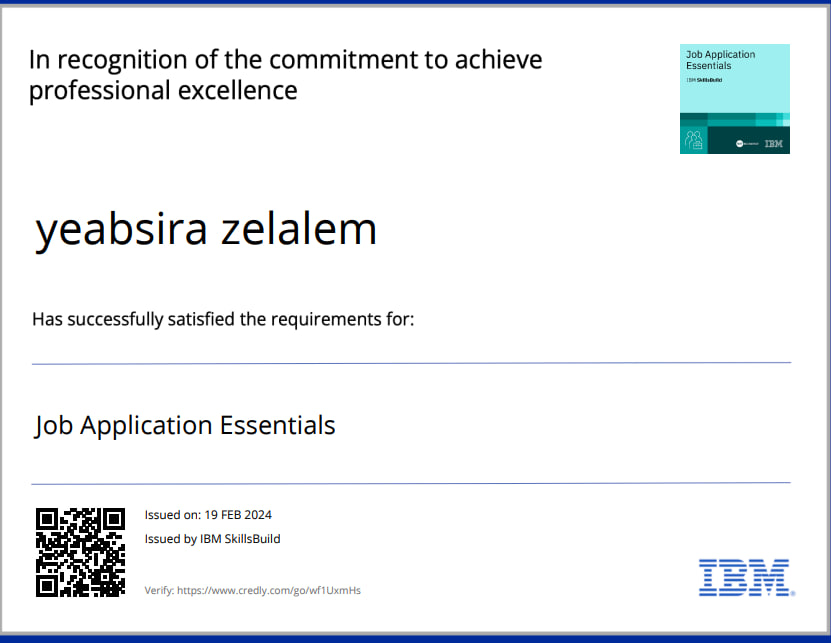 In recognition of the commitment to achieve
professional excellence
Job Application
Essentials
IBM SkillsBuild
IBM
yeabsira zelalem
Has successfully satisfied the requirements for:
Job Application Essentials
Issued on: 19 FEB 2024
Issued by IBM SkillsBuild
Verify: https://www.credly.com/go/wf1UxmHs
IBM®